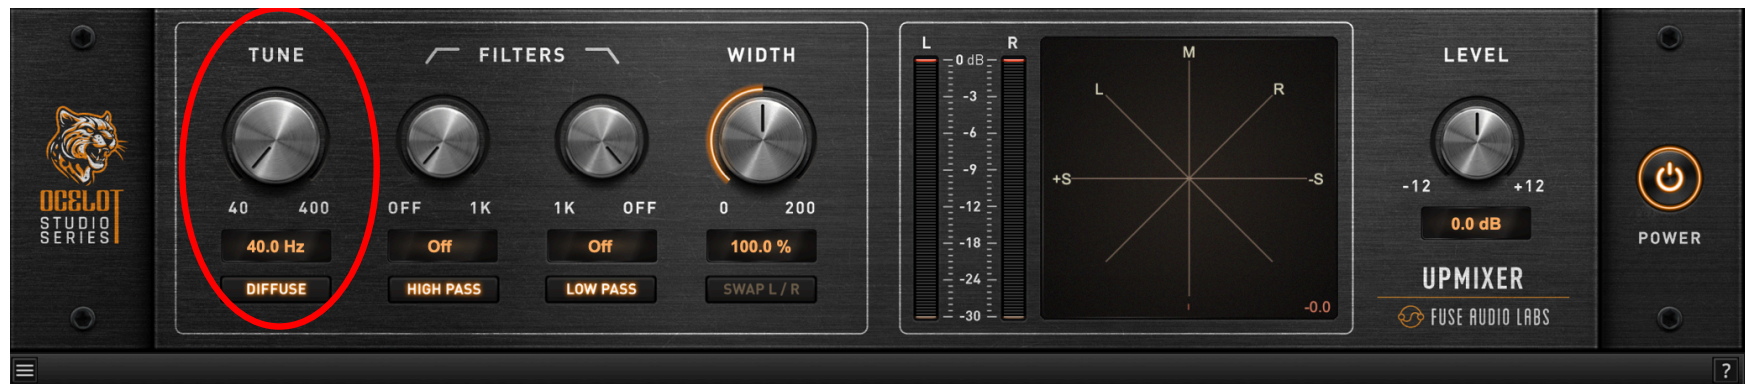 TUNE
FILTERS
WIDTH
40 400
OFF 1K
1K OFF
0 200
40.0 Hz
Off
Off
100.0 %
DIFFUSE
HIGH PASS
LOW PASS
SWAP L / R
OCELOT
STUDIO
SERIES
L R
0 dB
-3
-6
-9
-12
-18
-24
-30
M
L R
+S -S
-0.0
LEVEL
-12 +12
0.0 dB
UPMIXER
FUSE AUDIO LABS
POWER
?